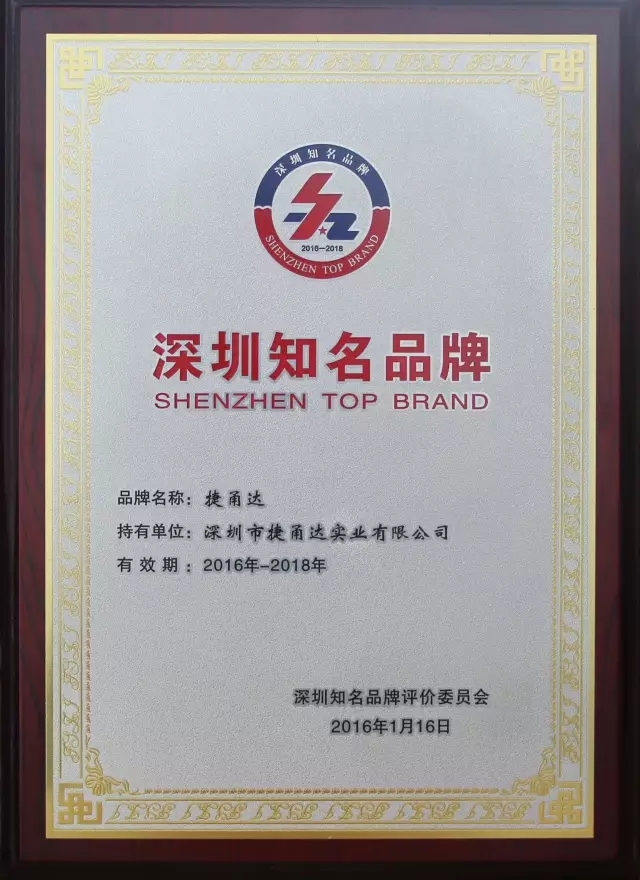 深圳知名品牌
2016—2018
SHENZHEN TOP BRAND
深圳知名品牌
SHENZHEN TOP BRAND
品牌名称：捷甬达
持有单位：深圳市捷甬达实业有限公司
有效期：2016年-2018年
深圳知名品牌评价委员会
2016年1月16日